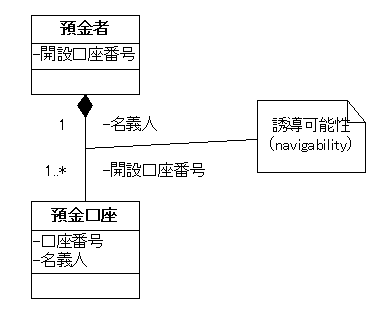 預金者
-開設口座番号
1
-名義人
誘導可能性
(navigability)
1..*
-開設口座番号
預金口座
-口座番号
-名義人